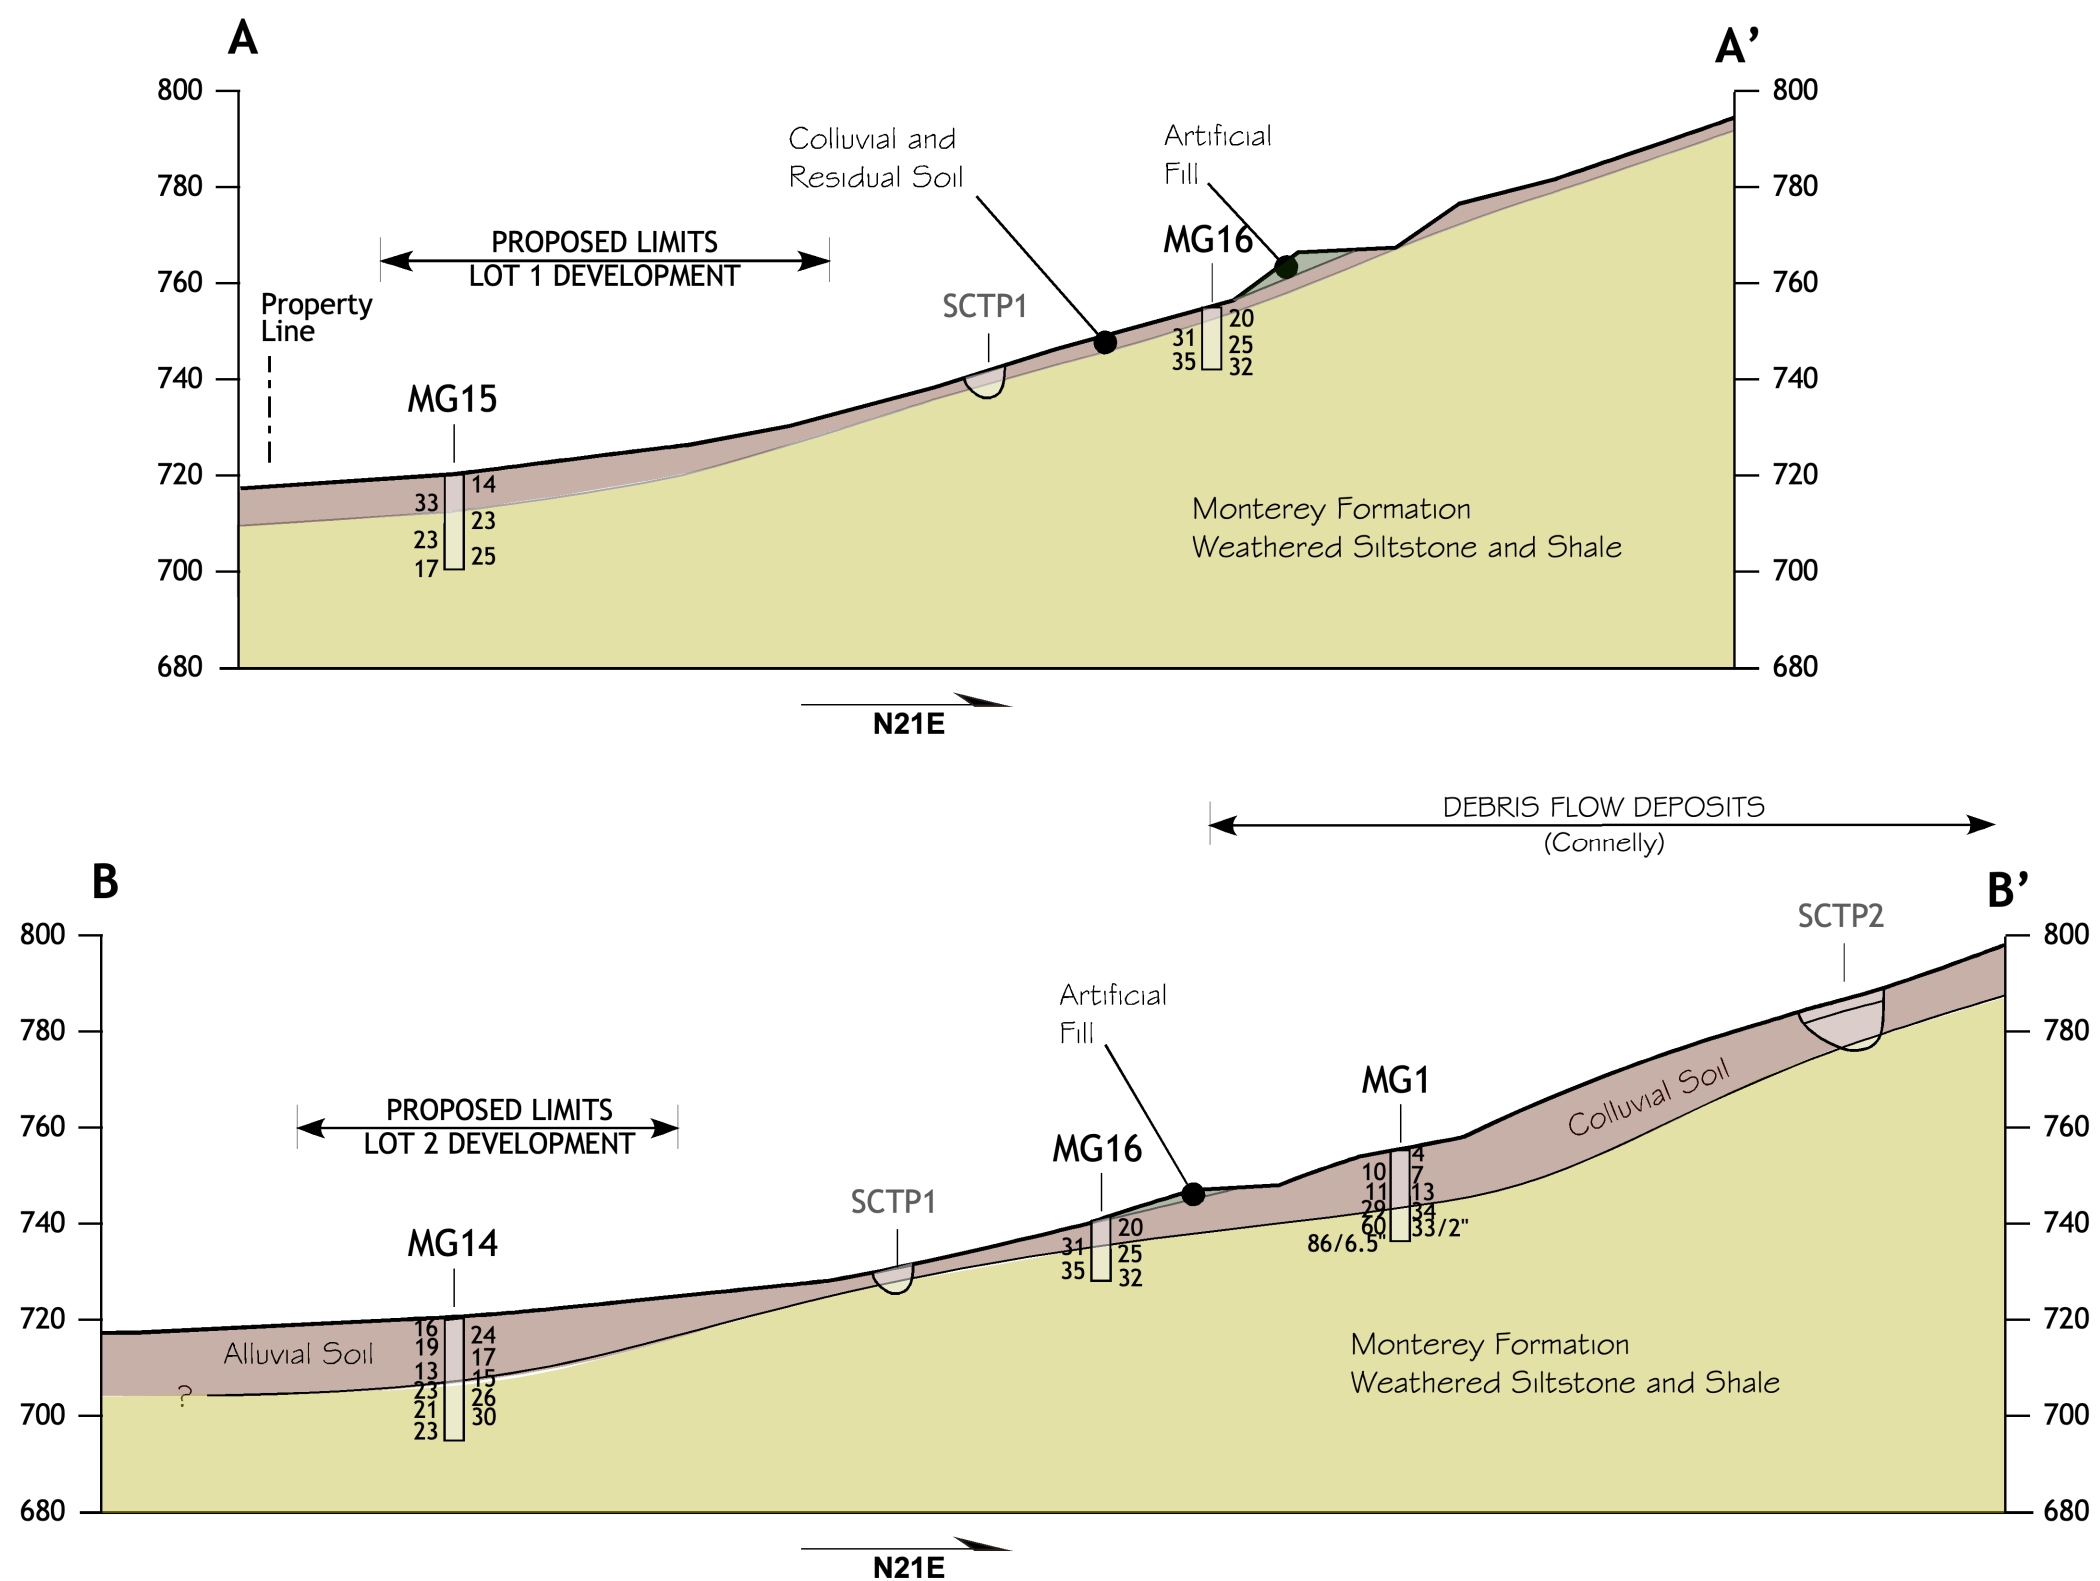 A
A’
800
800
780
780
760
760
740
740
720
720
700
700
680
680
Colluvial and
Residual Soil
Artificial
Fill
PROPOSED LIMITS
LOT 1 DEVELOPMENT
Property
Line
MG16
SCTP1
MG15
20
31
25
35
32
14
33
23
23
25
17
Monterey Formation
Weathered Siltstone and Shale
N21E
DEBRIS FLOW DEPOSITS
(Connelly)
B
B’
800
800
780
780
760
760
740
740
720
720
700
700
680
680
SCTP2
Artificial
Fill
MG1
PROPOSED LIMITS
LOT 2 DEVELOPMENT
Colluvial Soil
MG16
SCTP1
MG14
4
10
7
11
13
29
34
60
33/2"
86/6.5"
20
31
25
35
32
16
24
19
17
13
15
23
26
21
30
23
Alluvial Soil
?
Monterey Formation
Weathered Siltstone and Shale
N21E